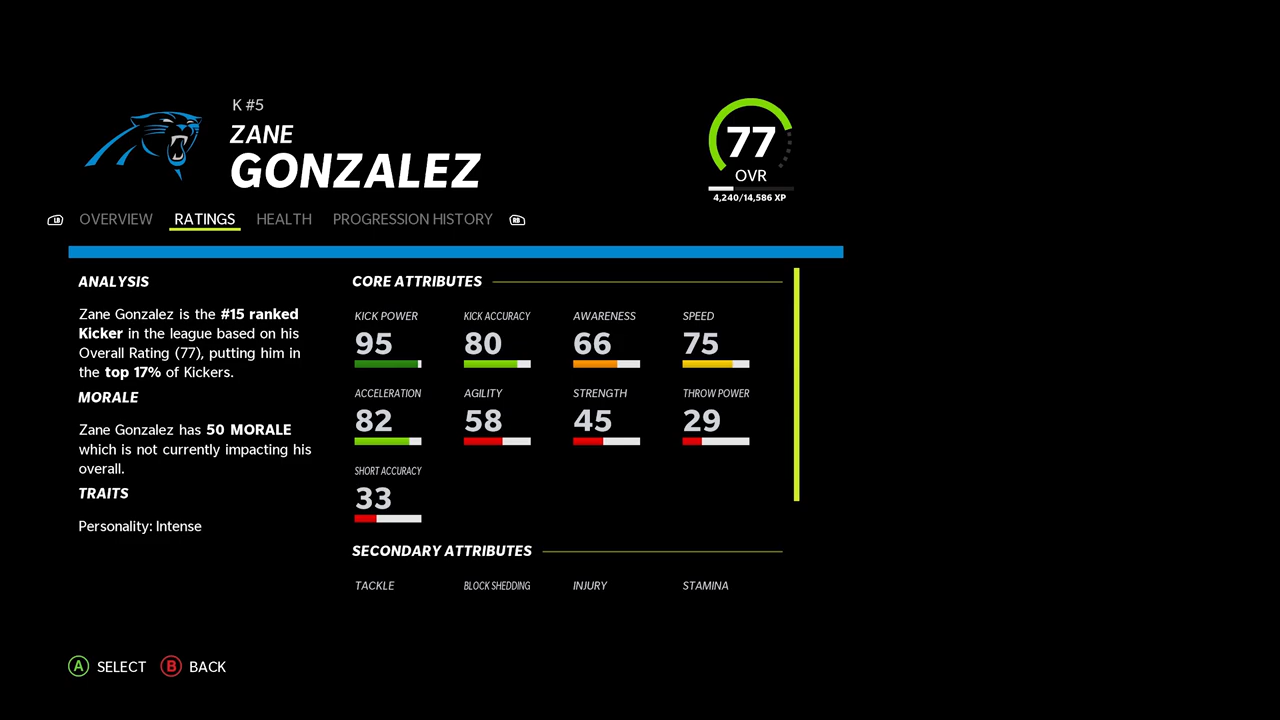 K #5
ZANE
GONZALEZ
77
OVR
4,240/14,586 XP
LB OVERVIEW RATINGS HEALTH PROGRESSION HISTORY RB
ANALYSIS
Zane Gonzalez is the #15 ranked
Kicker in the league based on his
Overall Rating (77), putting him in
the top 17% of Kickers.
MORALE
Zane Gonzalez has 50 MORALE
which is not currently impacting his
overall.
TRAITS
Personality: Intense
CORE ATTRIBUTES
KICK POWER KICK ACCURACY AWARENESS SPEED
95 80 66 75
ACCELERATION AGILITY STRENGTH THROW POWER
82 58 45 29
SHORT ACCURACY
33
SECONDARY ATTRIBUTES
TACKLE BLOCK SHEDDING INJURY STAMINA
A SELECT B BACK